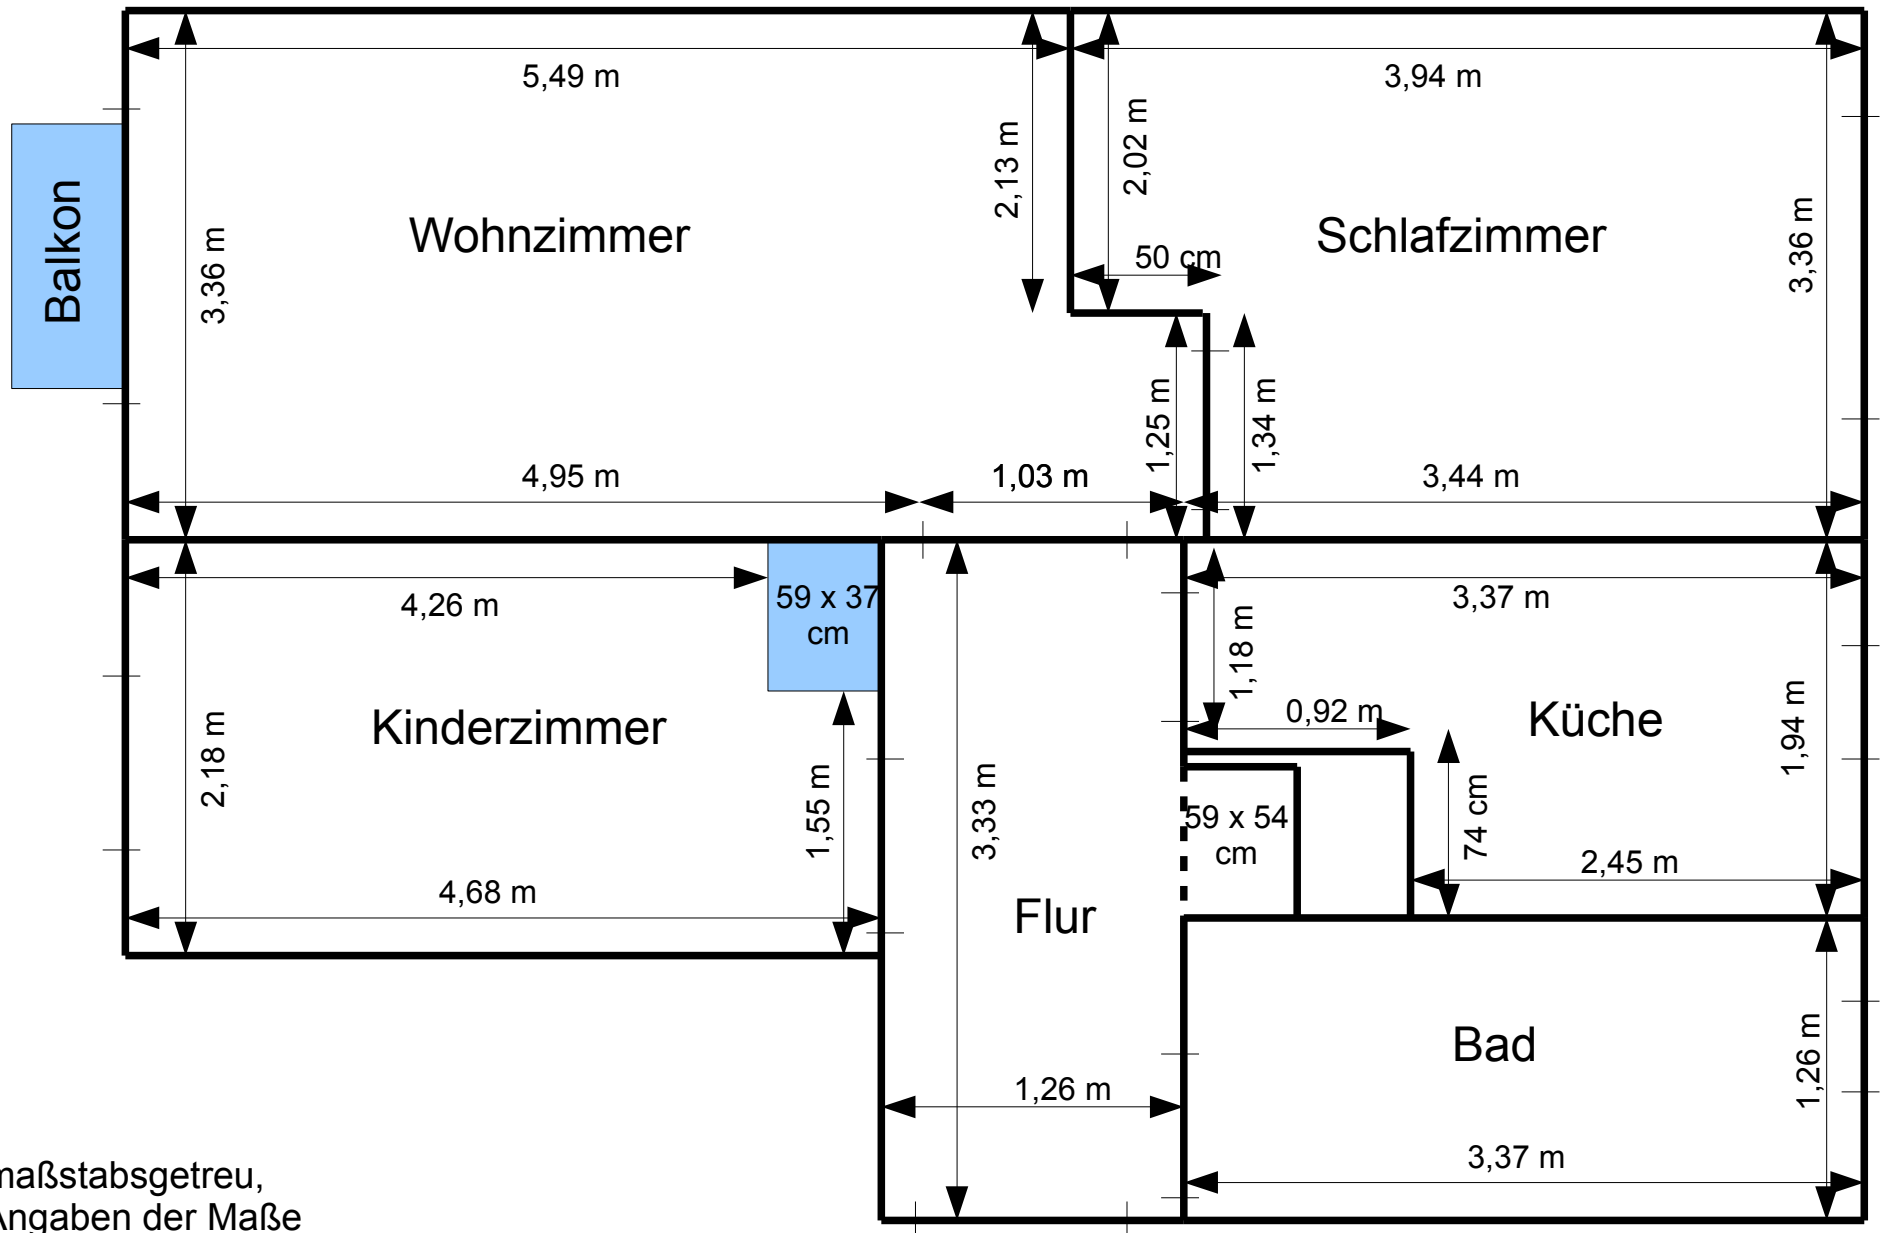 5,49 m
3,94 m
2,13 m
2,02 m
Balkon
3,36 m
Wohnzimmer
Schlafzimmer
50 cm
3,36 m
1,25 m
1,34 m
4,95 m
1,03 m
3,44 m
4,26 m
59 x 37
cm
3,37 m
1,18 m
2,18 m
Kinderzimmer
0,92 m
Küche
1,94 m
1,55 m
3,33 m
59 x 54
cm
74 cm
2,45 m
4,68 m
Flur
Bad
1,26 m
1,26 m
3,37 m
maßstabsgetreu,
Angaben der Maße